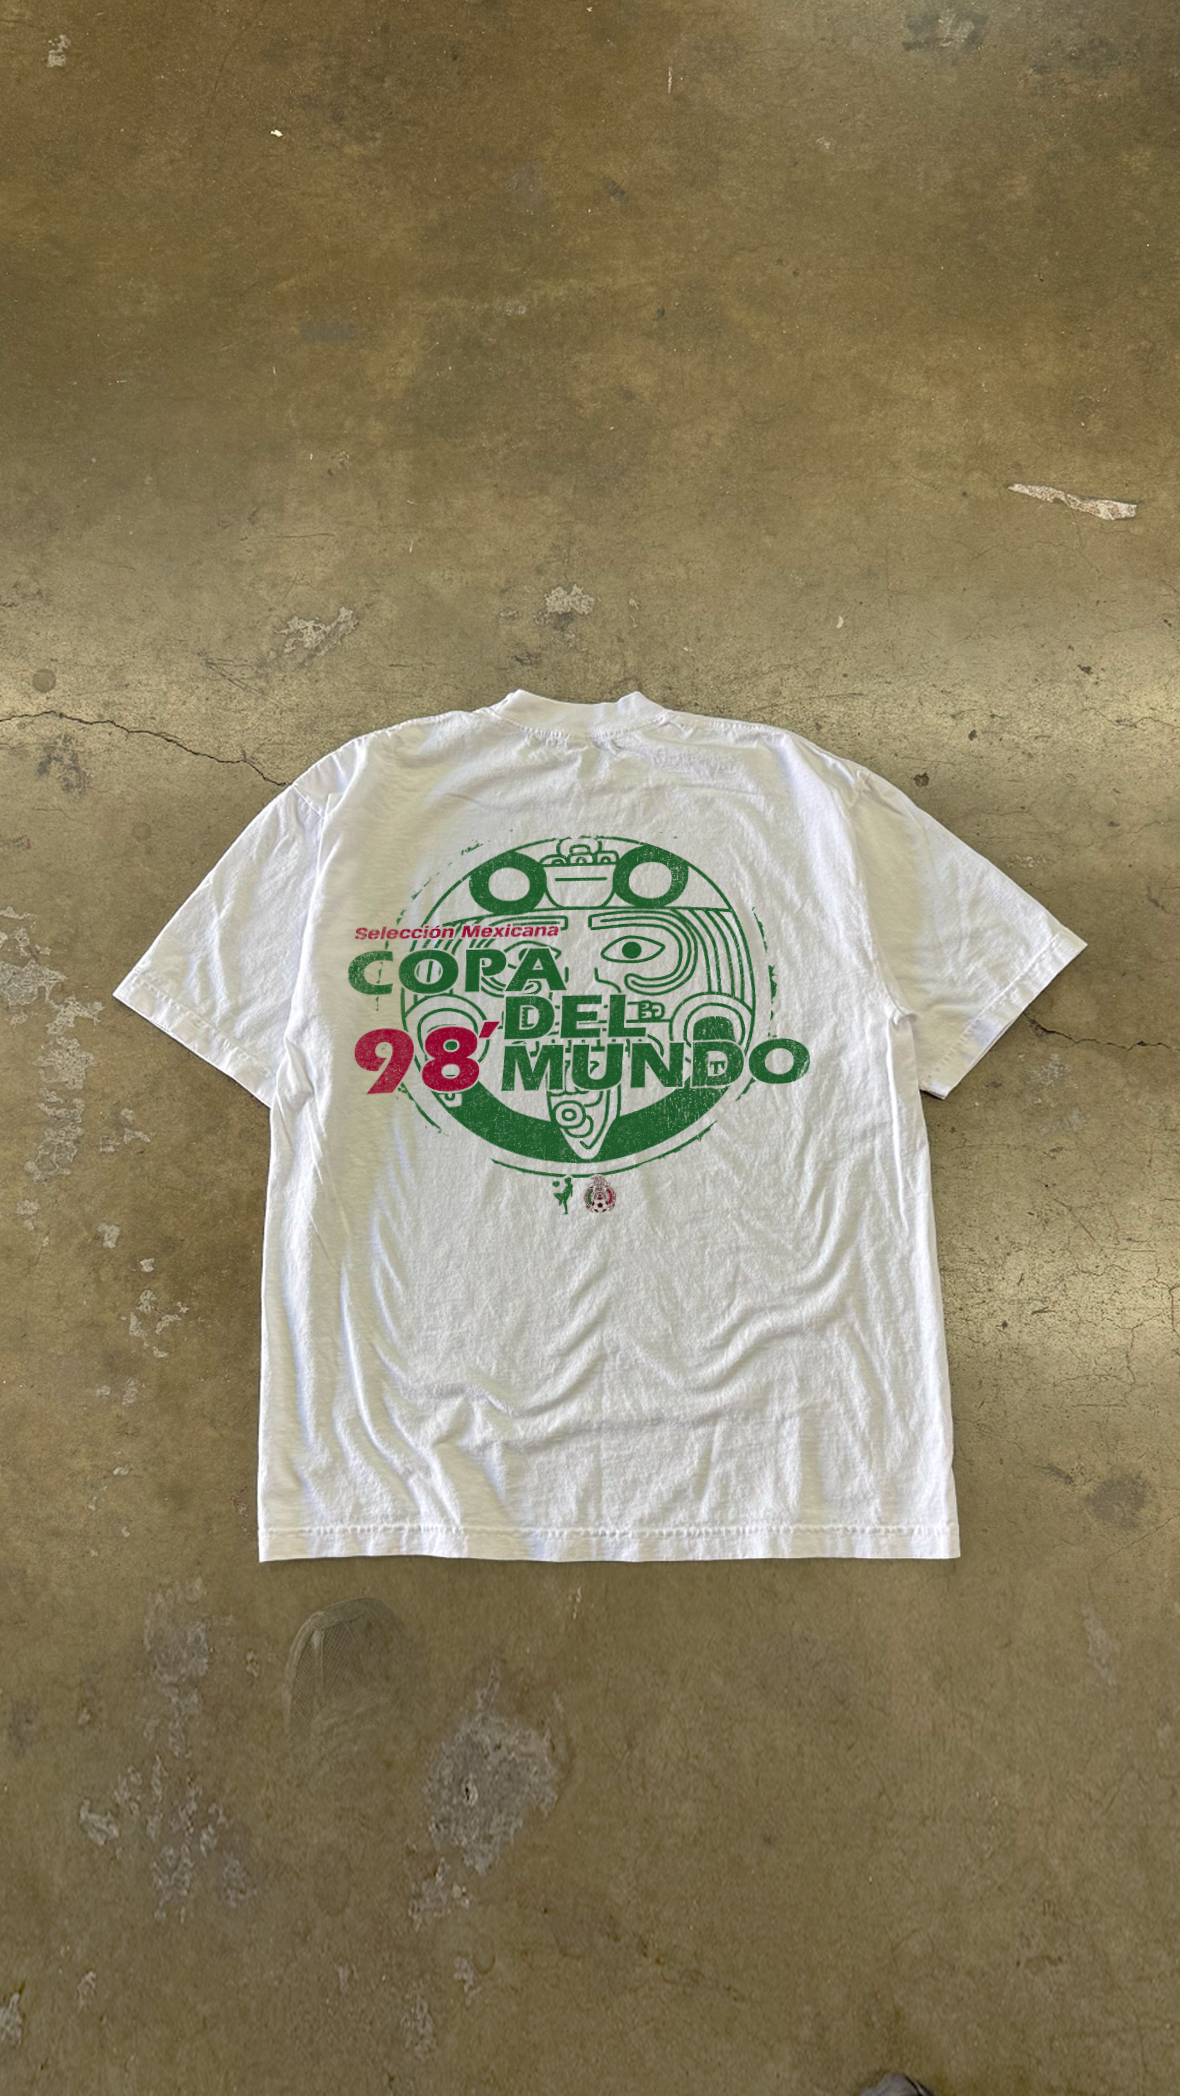 Selección Mexicana
COPA
DEL
98' MUNDO